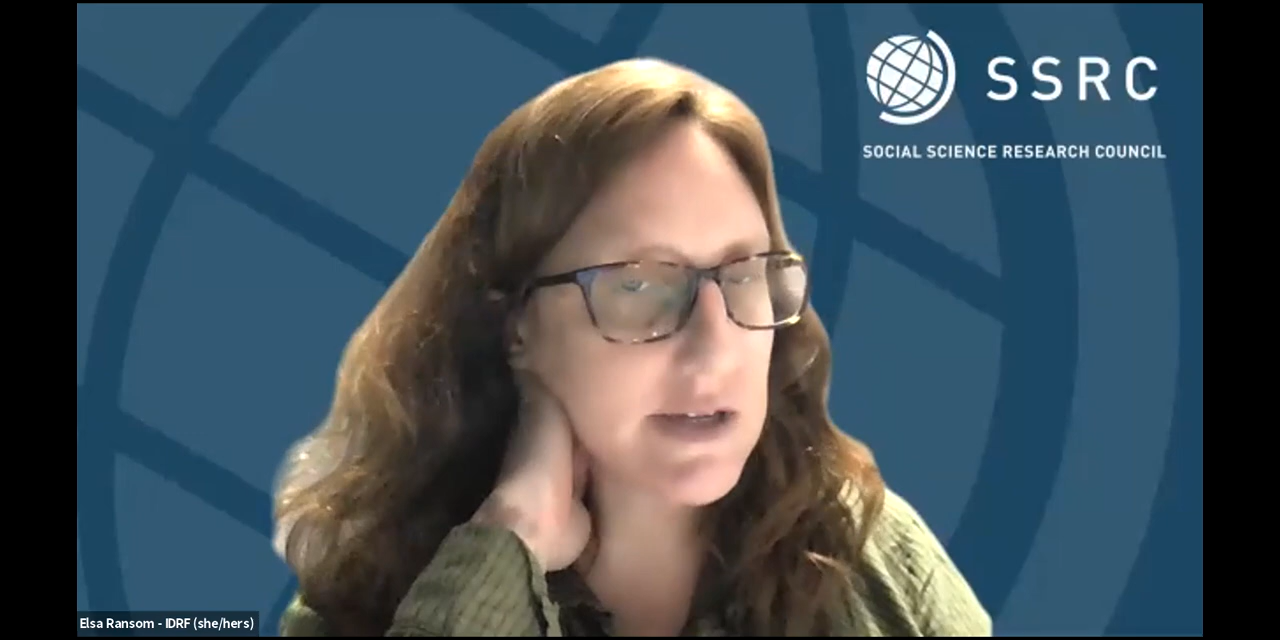 SSRC
SOCIAL SCIENCE RESEARCH COUNCIL
Elsa Ransom - IDRF (she/hers)